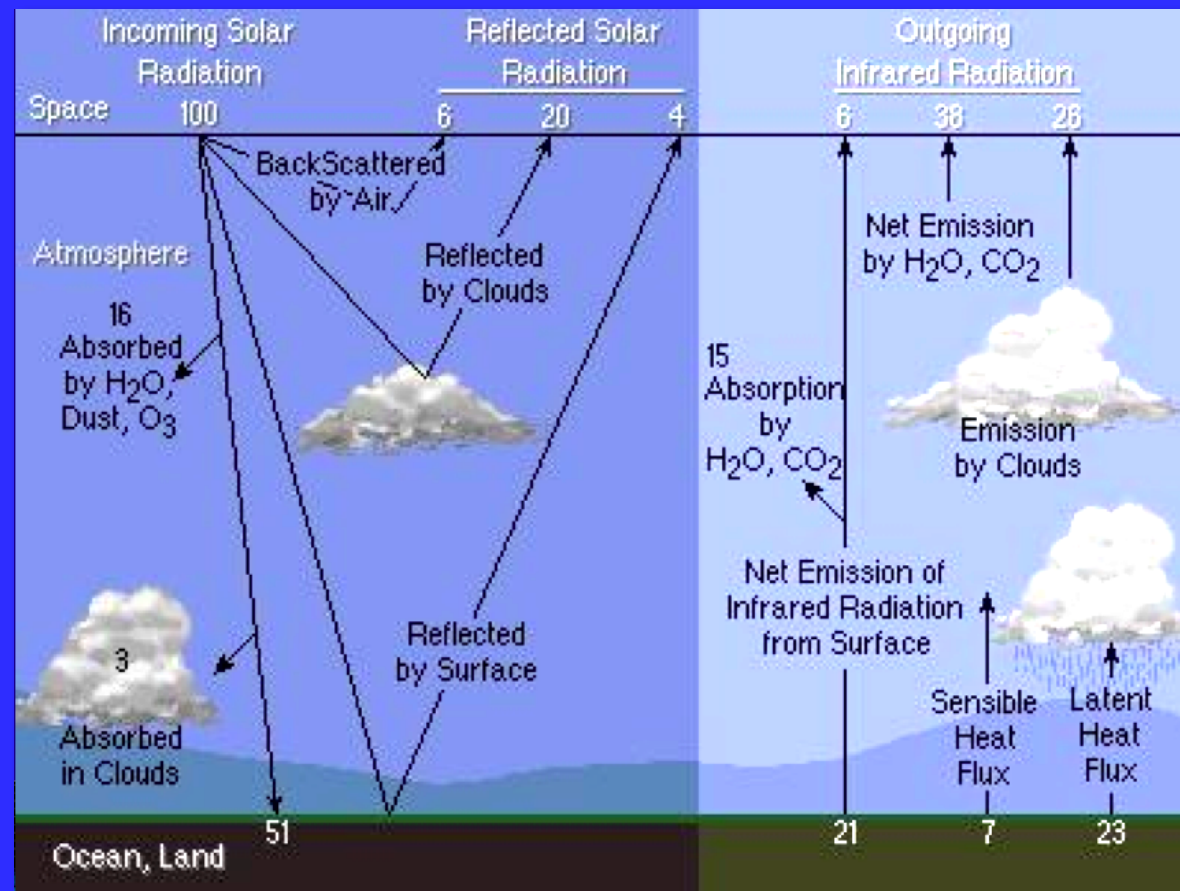 Incoming Solar
Radiation
Reflected Solar
Radiation
Outgoing
Infrared Radiation
Space
100
6
20
4
6
38
26
BackScattered
by Air
Atmosphere
Reflected
by Clouds
Net Emission
by H₂O, CO₂
16
Absorbed
by H₂O,
Dust, O₃
15
Absorption
by
H₂O, CO₂
Emission
by Clouds
Net Emission of
Infrared Radiation
from Surface
Reflected
by Surface
3
Absorbed
in Clouds
Sensible
Heat
Flux
Latent
Heat
Flux
51
21
7
23
Ocean, Land